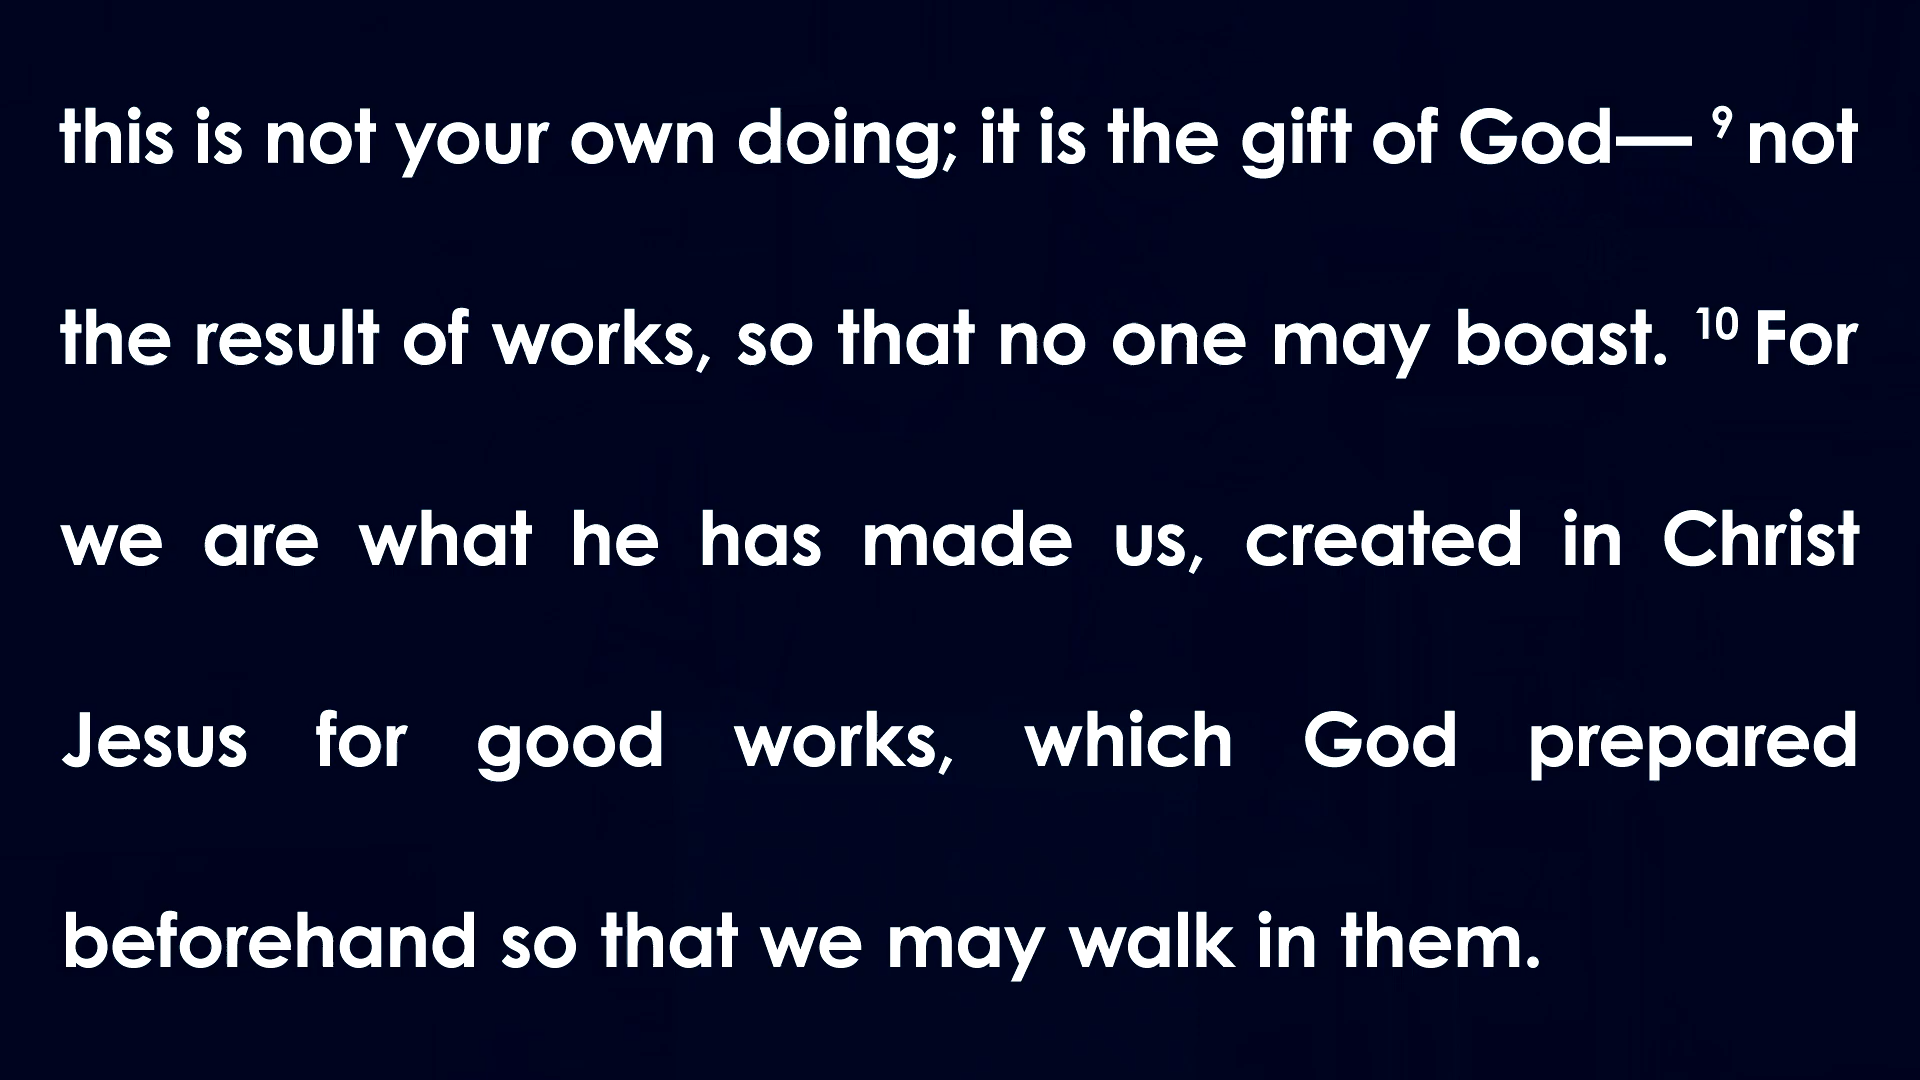 this is not your own doing; it is the gift of God— ⁹ not
the result of works, so that no one may boast. ¹⁰ For
we are what he has made us, created in Christ
Jesus for good works, which God prepared
beforehand so that we may walk in them.